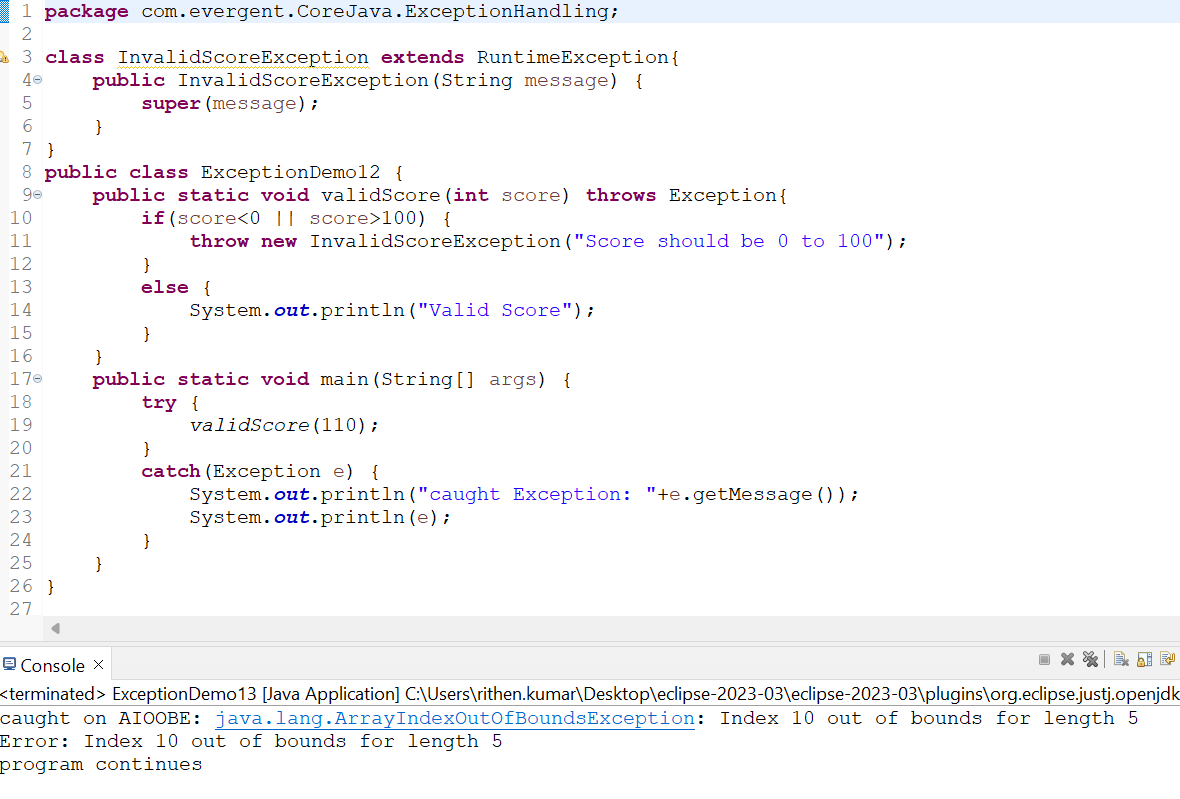 1 package com.evergent.CoreJava.ExceptionHandling;
2
3 class InvalidScoreException extends RuntimeException{
4 public InvalidScoreException(String message) {
5 super(message);
6 }
7 }
8 public class ExceptionDemo12 {
9 public static void validScore(int score) throws Exception{
10 if(score<0 || score>100) {
11 throw new InvalidScoreException("Score should be 0 to 100");
12 }
13 else {
14 System.out.println("Valid Score");
15 }
16 }
17 public static void main(String[] args) {
18 try {
19 validScore(110);
20 }
21 catch(Exception e) {
22 System.out.println("caught Exception: "+e.getMessage());
23 System.out.println(e);
24 }
25 }
26 }
27
Console ×
<terminated> ExceptionDemo13 [Java Application] C:\Users\rithen.kumar\Desktop\eclipse-2023-03\eclipse-2023-03\plugins\org.eclipse.justj.openjdk
caught on AIOOBE: java.lang.ArrayIndexOutOfBoundsException: Index 10 out of bounds for length 5
Error: Index 10 out of bounds for length 5
program continues